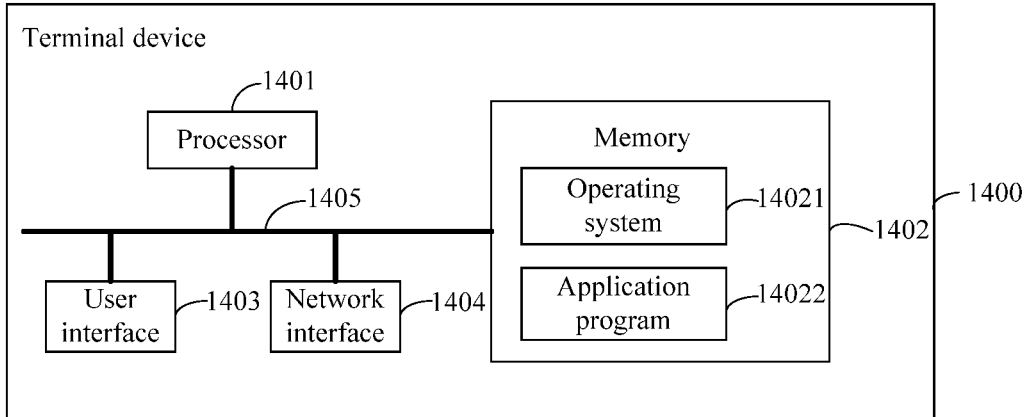 Terminal device
1401
Processor
1405
Memory
Operating
system
14021
1402
1400
User
interface
1403
Network
interface
1404
Application
program
14022